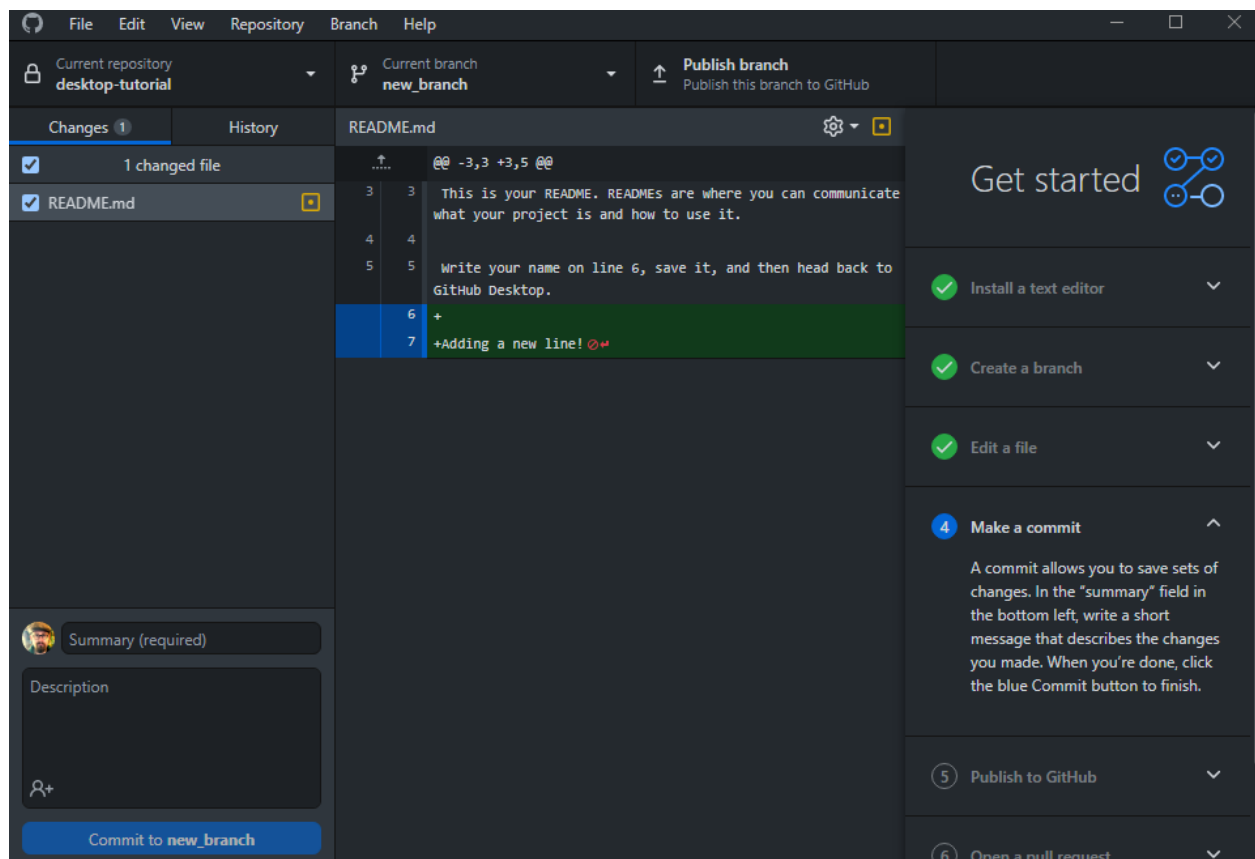 File Edit View Repository Branch Help
Current repository
desktop-tutorial
Current branch
new_branch
Publish branch
Publish this branch to GitHub
Changes 1
History
README.md
1 changed file
README.md
@@ -3,3 +3,5 @@
3 3 This is your README. READMEs are where you can communicate
what your project is and how to use it.
4 4
5 5 Write your name on line 6, save it, and then head back to
GitHub Desktop.
6 +
7 +Adding a new line!
Summary (required)
Description
Commit to new_branch
Get started
Install a text editor
Create a branch
Edit a file
4 Make a commit
A commit allows you to save sets of
changes. In the "summary" field in
the bottom left, write a short
message that describes the changes
you made. When you're done, click
the blue Commit button to finish.
5 Publish to GitHub
6 Open a pull request